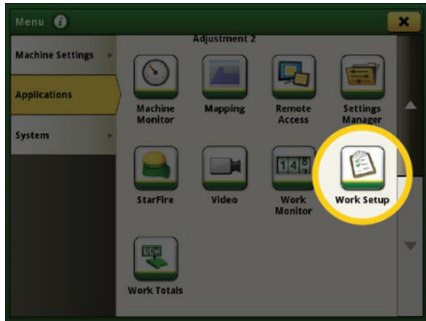 Menu
Adjustment 2
Machine Settings
Applications
System
Machine
Monitor
Mapping
Remote
Access
Settings
Manager
StarFire
Video
Work
Monitor
Work Setup
Work Totals